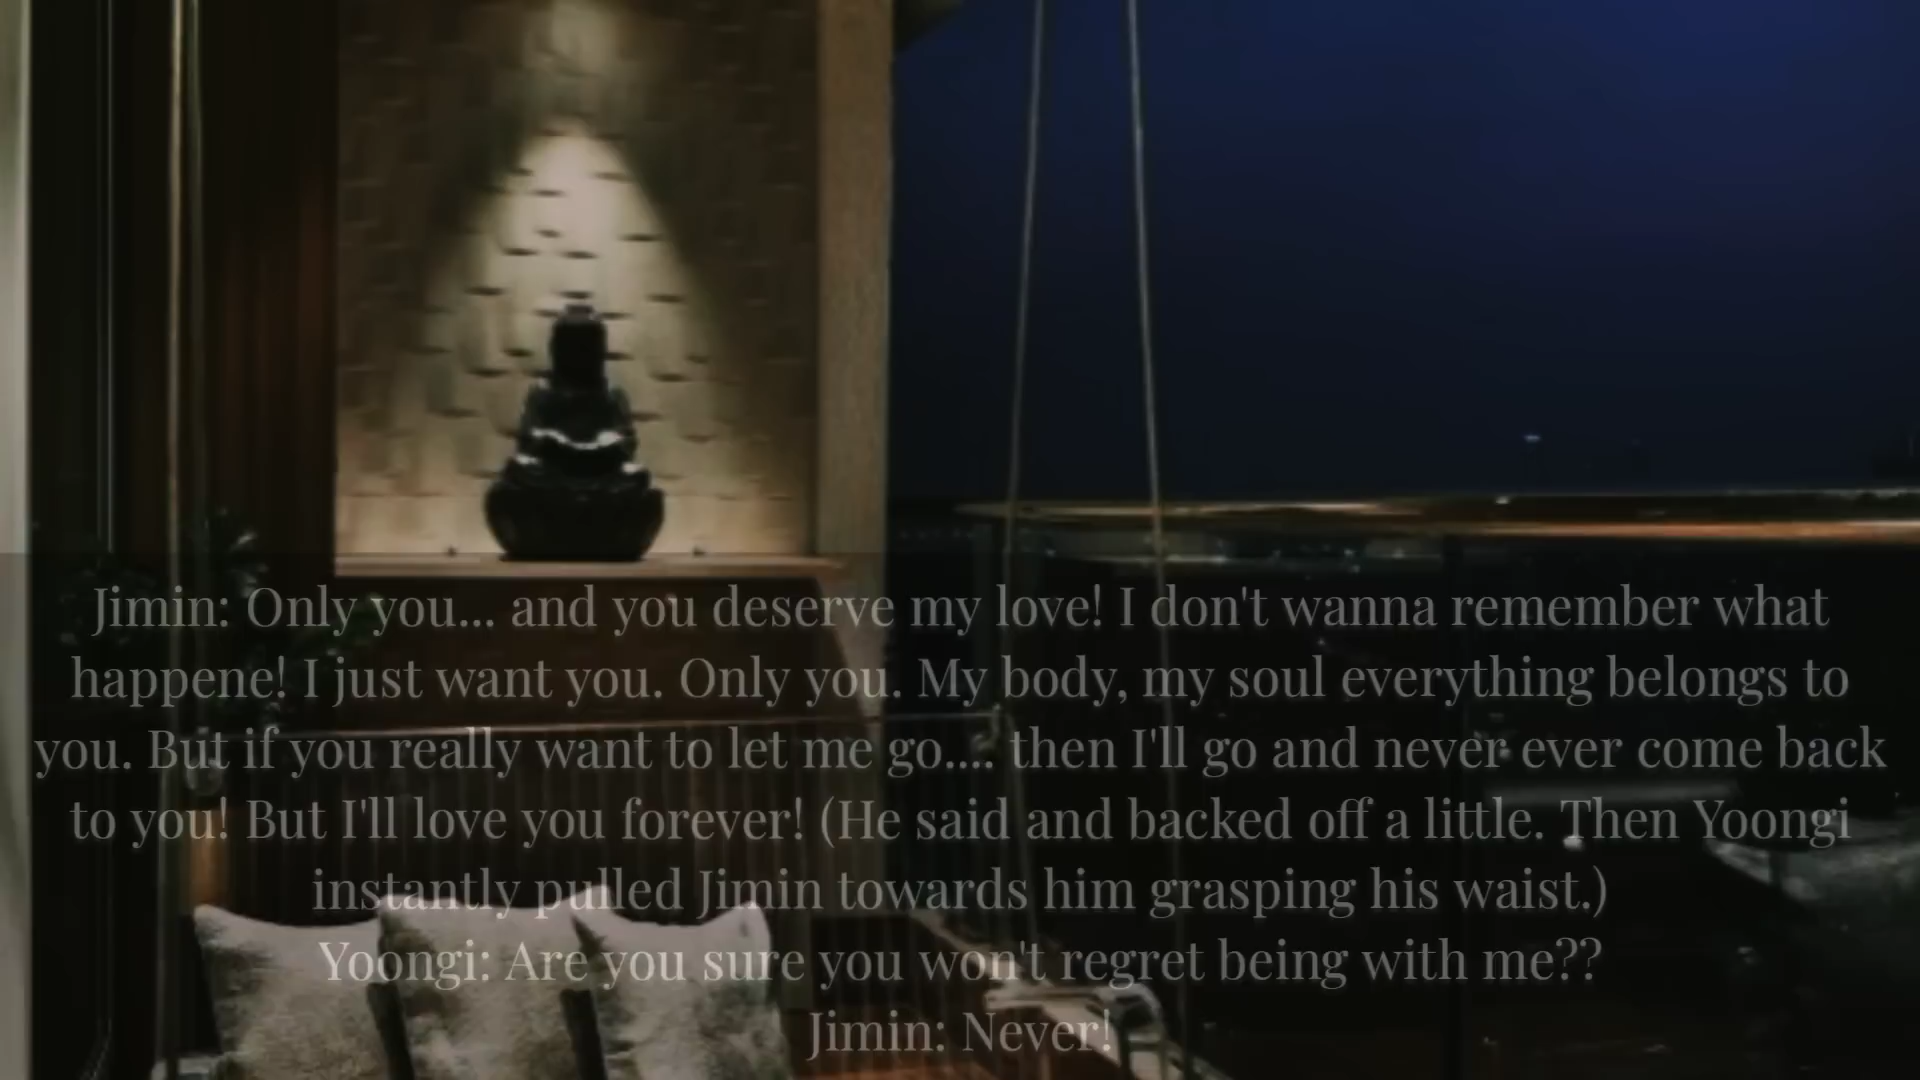 Jimin: Only you... and you deserve my love! I don't wanna remember what
happene! I just want you. Only you. My body, my soul everything belongs to
you. But if you really want to let me go.... then I'll go and never ever come back
to you! But I'll love you forever! (He said and backed off a little. Then Yoongi
instantly pulled Jimin towards him grasping his waist.)
Yoongi: Are you sure you won't regret being with me??
Jimin: Never!